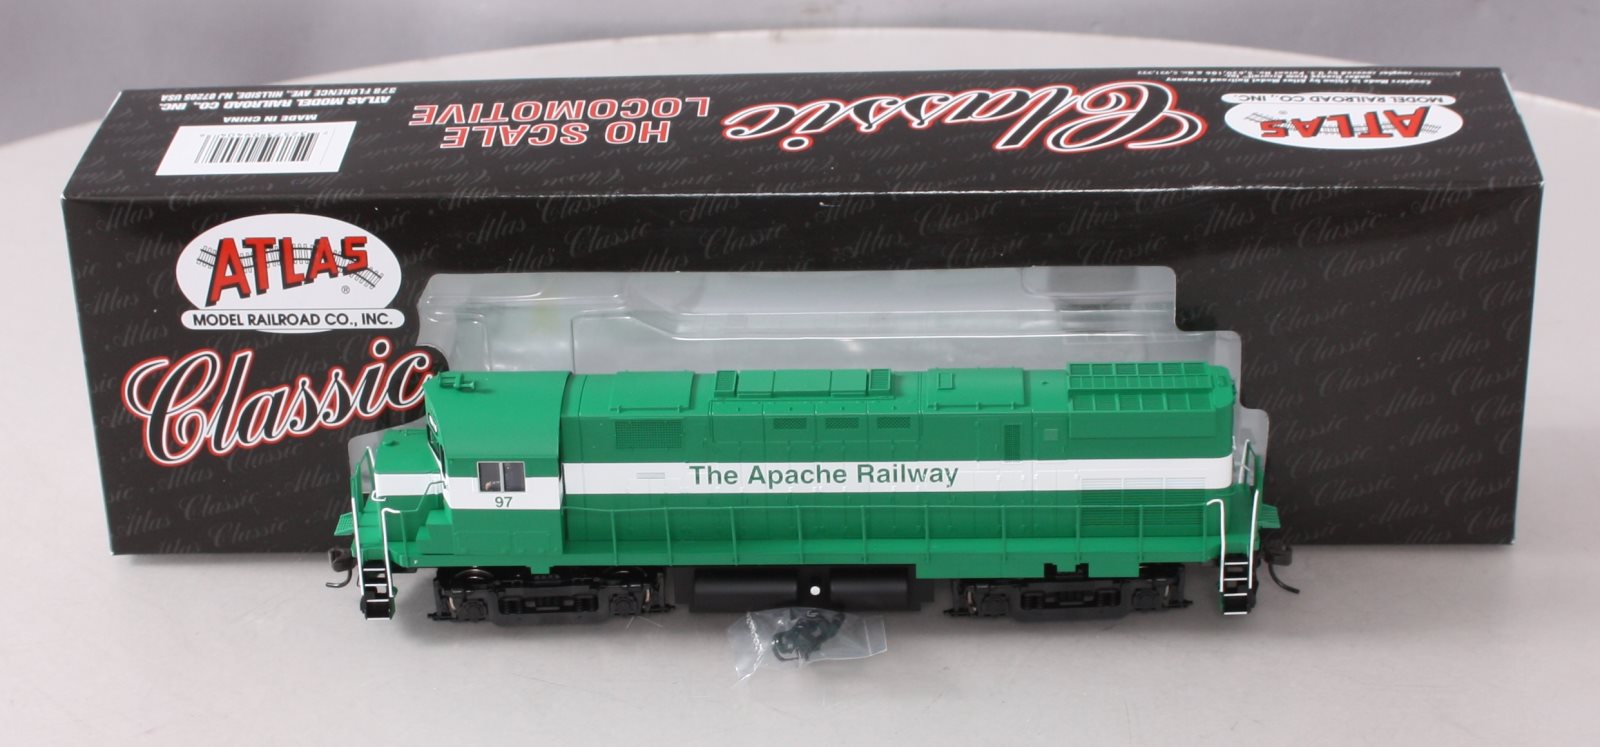 ATLAS MODEL RAILROAD CO., INC.
378 FLORENCE AVE., HILLSIDE, NJ 07205 USA
MADE IN CHINA
HO SCALE
LOCOMOTIVE
Classic
ATLAS
MODEL RAILROAD CO., INC.
ATLAS
®
MODEL RAILROAD CO., INC.
Classic
The Apache Railway
97